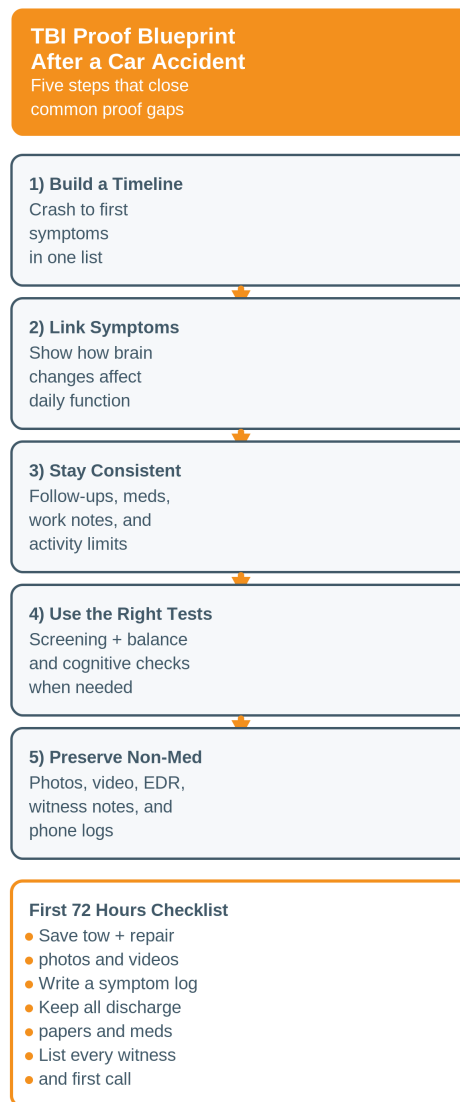 TBI Proof Blueprint
After a Car Accident
Five steps that close
common proof gaps
1) Build a Timeline
Crash to first
symptoms
in one list
2) Link Symptoms
Show how brain
changes affect
daily function
3) Stay Consistent
Follow-ups, meds,
work notes, and
activity limits
4) Use the Right Tests
Screening + balance
and cognitive checks
when needed
5) Preserve Non-Med
Photos, video, EDR,
witness notes, and
phone logs
First 72 Hours Checklist
Save tow + repair
photos and videos
Write a symptom log
Keep all discharge
papers and meds
List every witness
and first call